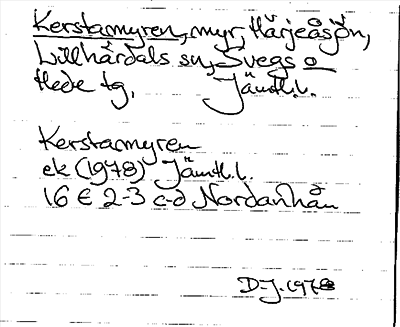 Kerstamyren, myr, Härjeåsjön,
Lillhärdals sn, Svegs o
Hede tg, Jämtl.l.
Kerstamyren
ek (1978) Jämtl.l.
16 E 2-3 c-d Nordanhån
D-J. 1978